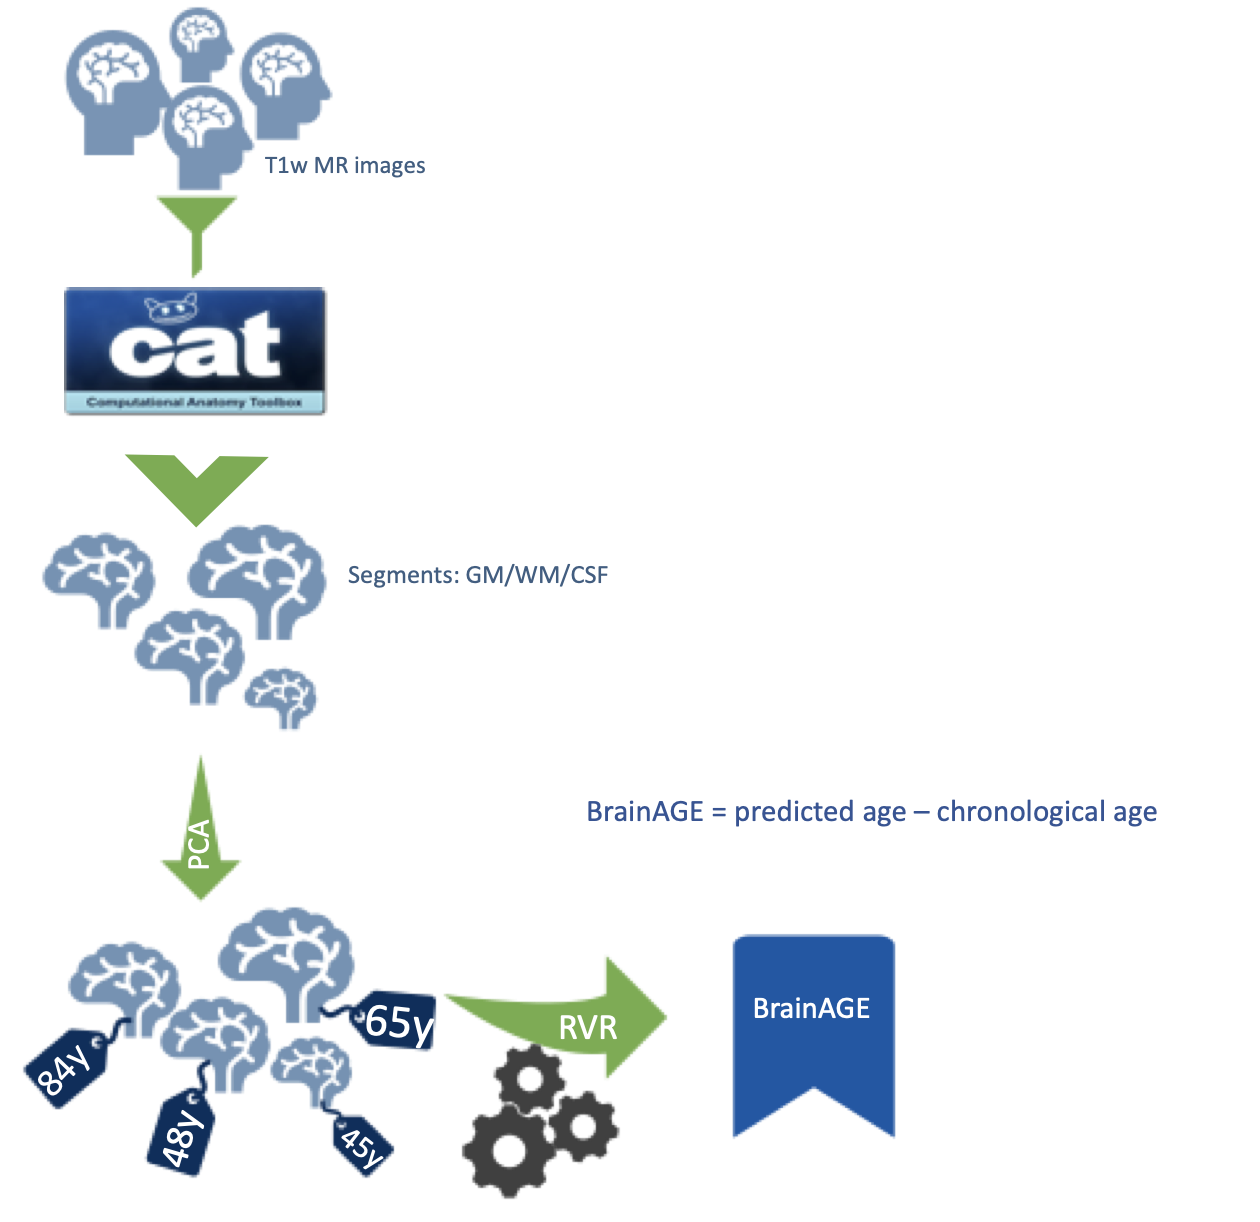 T1w MR images
cat
Computational Anatomy Toolbox
Segments: GM/WM/CSF
PCA
BrainAGE = predicted age – chronological age
65y
84y
48y
45y
RVR
BrainAGE